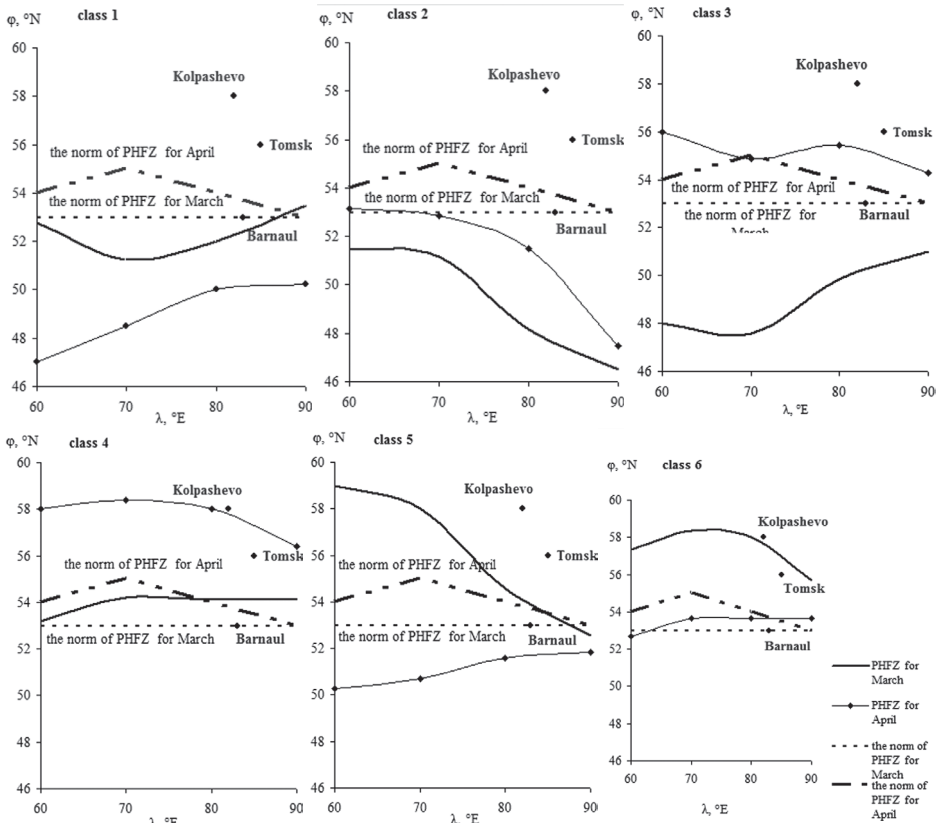 φ, °N
class 1
60
58
56
54
52
50
48
46
60
70
80
90
λ, °E
Kolpashevo
Tomsk
the norm of PHFZ for April
the norm of PHFZ for March
Barnaul
φ, °N
class 2
60
58
56
54
52
50
48
46
60
70
80
90
λ, °E
Kolpashevo
Tomsk
the norm of PHFZ for April
the norm of PHFZ for March
Barnaul
φ, °N
class 3
60
58
56
54
52
50
48
46
60
70
80
90
λ, °E
Kolpashevo
Tomsk
the norm of PHFZ for April
Barnaul
the norm of PHFZ for
March
φ, °N
class 4
60
58
56
54
52
50
48
46
60
70
80
90
λ, °E
Kolpashevo
Tomsk
the norm of PHFZ for April
the norm of PHFZ for March
Barnaul
φ, °N
class 5
60
58
56
54
52
50
48
46
60
70
80
90
λ, °E
Kolpashevo
Tomsk
the norm of PHFZ for April
the norm of PHFZ for March
Barnaul
φ, °N
class 6
60
58
56
54
52
50
48
46
60
70
80
90
λ, °E
Kolpashevo
Tomsk
Barnaul
PHFZ for
March
PHFZ for
April
the norm of
PHFZ for
March
the norm of
PHFZ for
April